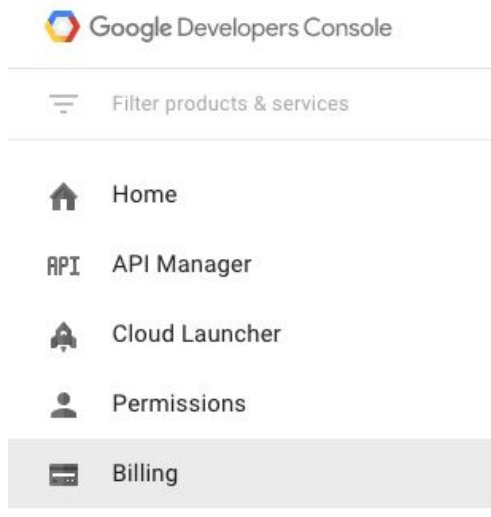 Google Developers Console
Filter products & services
Home
API API Manager
Cloud Launcher
Permissions
Billing